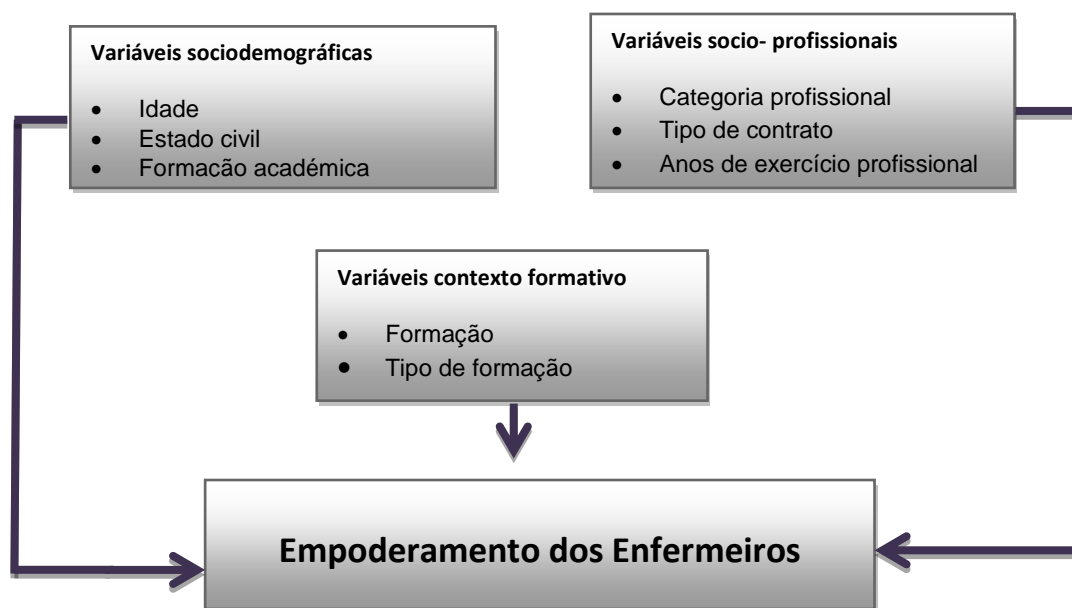 Variáveis sociodemográficas
• Idade
• Estado civil
• Formação académica
Variáveis socio- profissionais
• Categoria profissional
• Tipo de contrato
• Anos de exercício profissional
Variáveis contexto formativo
• Formação
• Tipo de formação
Empoderamento dos Enfermeiros